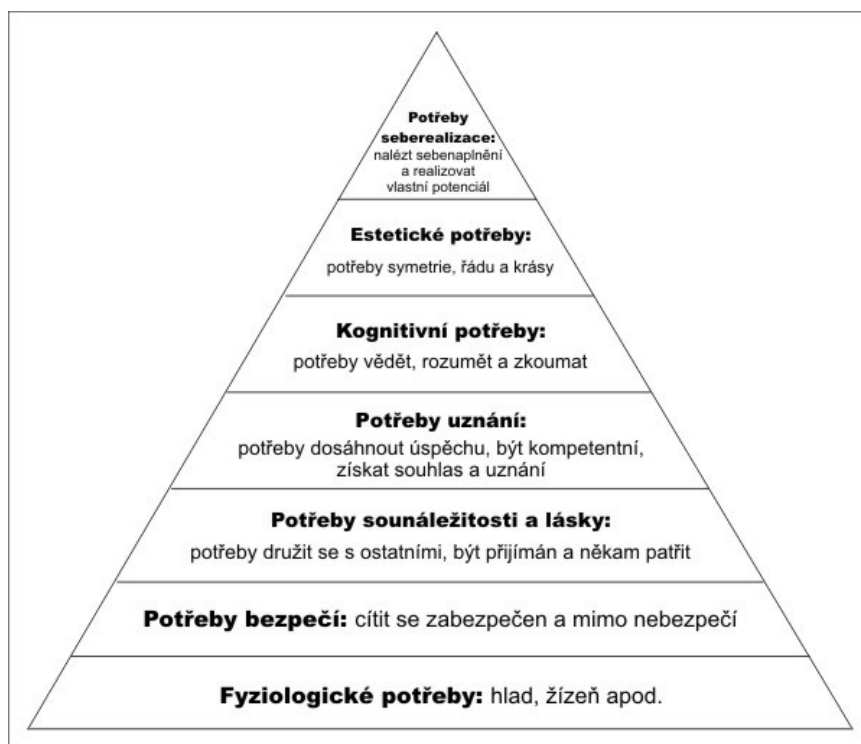 Potřeby
seberealizace:
nalézt sebenaplnění
a realizovat
vlastní potenciál
Estetické potřeby:
potřeby symetrie, řádu a krásy
Kognitivní potřeby:
potřeby vědět, rozumět a zkoumat
Potřeby uznání:
potřeby dosáhnout úspěchu, být kompetentní,
získat souhlas a uznání
Potřeby sounáležitosti a lásky:
potřeby družit se s ostatními, být přijímán a někam patřit
Potřeby bezpečí: cítit se zabezpečen a mimo nebezpečí
Fyziologické potřeby: hlad, žízeň apod.